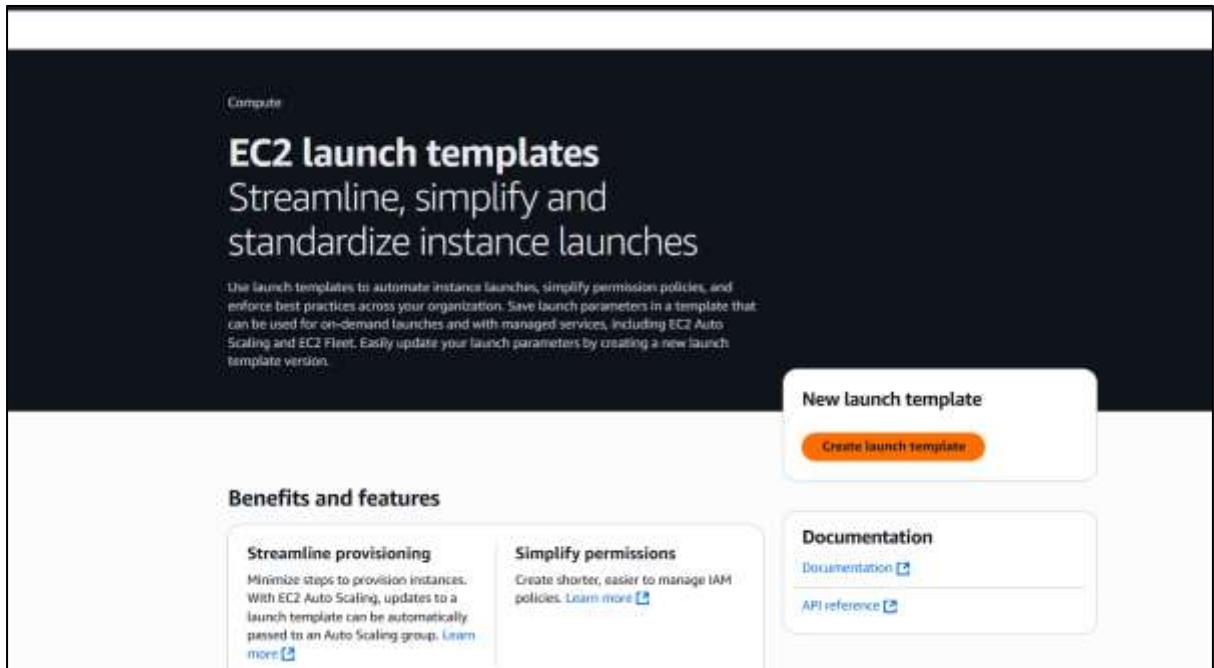 Compute
EC2 launch templates
Streamline, simplify and
standardize instance launches
Use launch templates to automate instance launches, simplify permission policies, and
enforce best practices across your organization. Save launch parameters in a template that
can be used for on-demand launches and with managed services, including EC2 Auto
Scaling and EC2 Fleet. Easily update your launch parameters by creating a new launch
template version.
New launch template
Create launch template
Benefits and features
Streamline provisioning
Minimize steps to provision instances.
With EC2 Auto Scaling, updates to a
launch template can be automatically
passed to an Auto Scaling group. Learn
more
Simplify permissions
Create shorter, easier to manage IAM
policies. Learn more
Documentation
Documentation
API reference